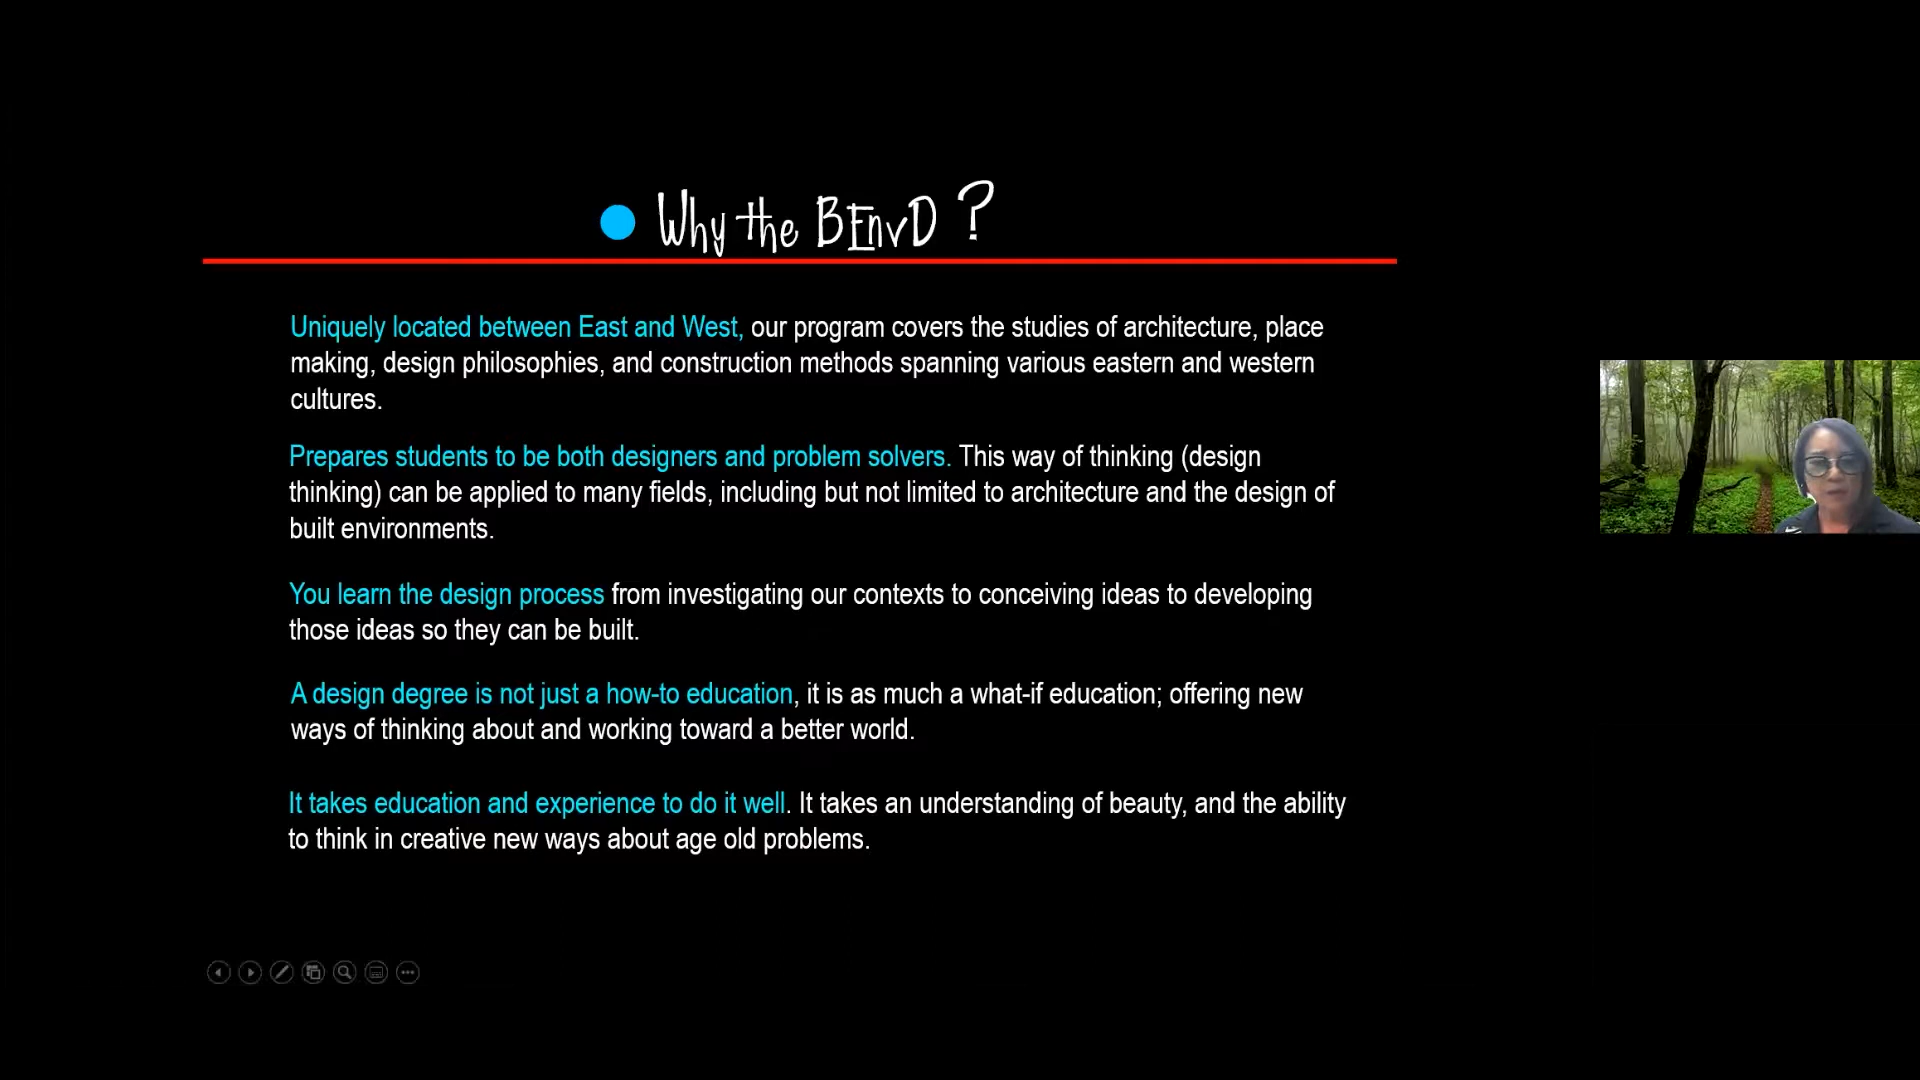 Why the BEnvD ?
Uniquely located between East and West, our program covers the studies of architecture, place
making, design philosophies, and construction methods spanning various eastern and western
cultures.
Prepares students to be both designers and problem solvers. This way of thinking (design
thinking) can be applied to many fields, including but not limited to architecture and the design of
built environments.
You learn the design process from investigating our contexts to conceiving ideas to developing
those ideas so they can be built.
A design degree is not just a how-to education, it is as much a what-if education; offering new
ways of thinking about and working toward a better world.
It takes education and experience to do it well. It takes an understanding of beauty, and the ability
to think in creative new ways about age old problems.